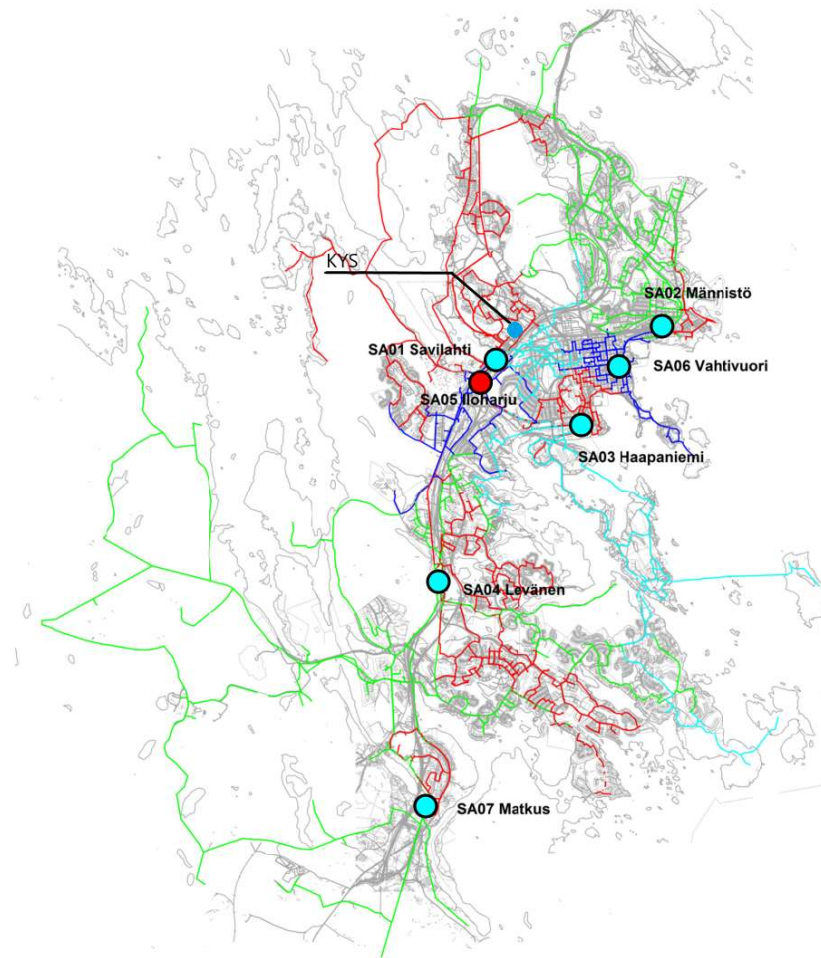 KYS
SA02 Männistö
SA01 Savilahti
SA06 Vahtivuori
SA05 Iloharju
SA03 Haapaniemi
SA04 Levänen
SA07 Matkus